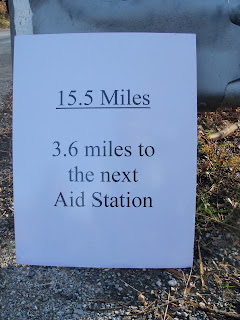 15.5 Miles
3.6 miles to
the next
Aid Station